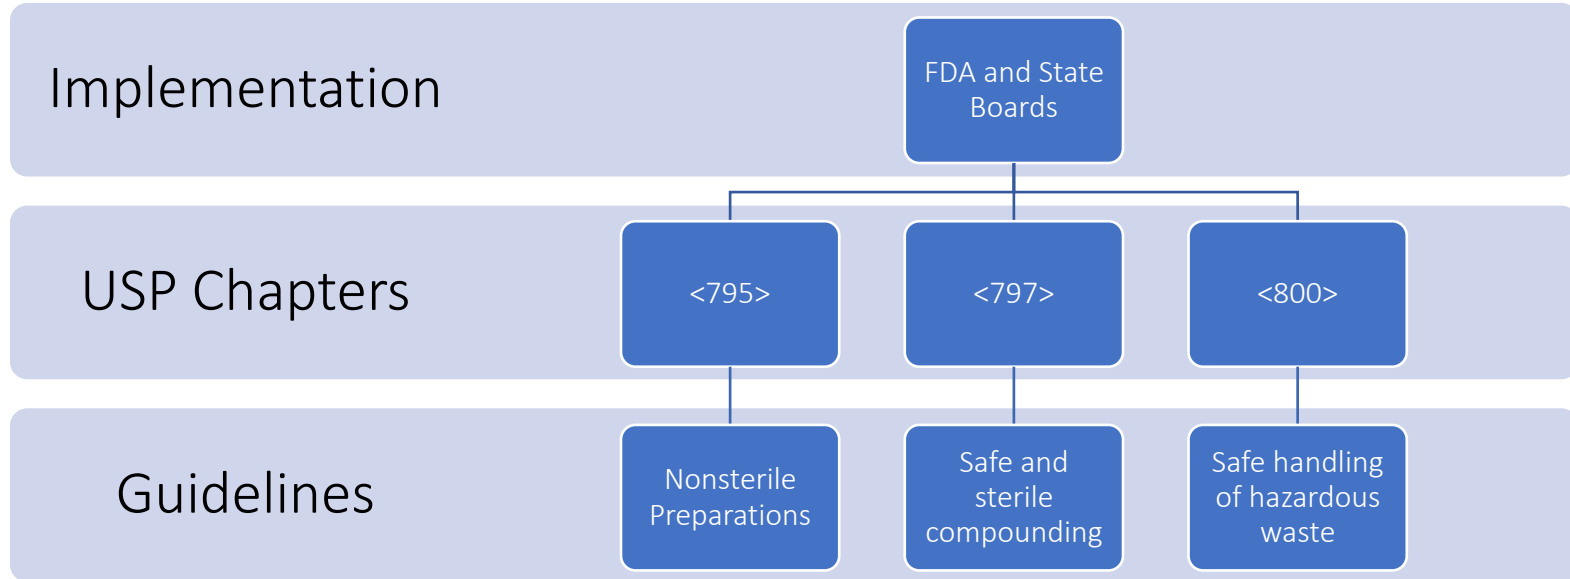 Implementation
FDA and State
Boards
USP Chapters
<795>
<797>
<800>
Guidelines
Nonsterile
Preparations
Safe and
sterile
compounding
Safe handling
of hazardous
waste